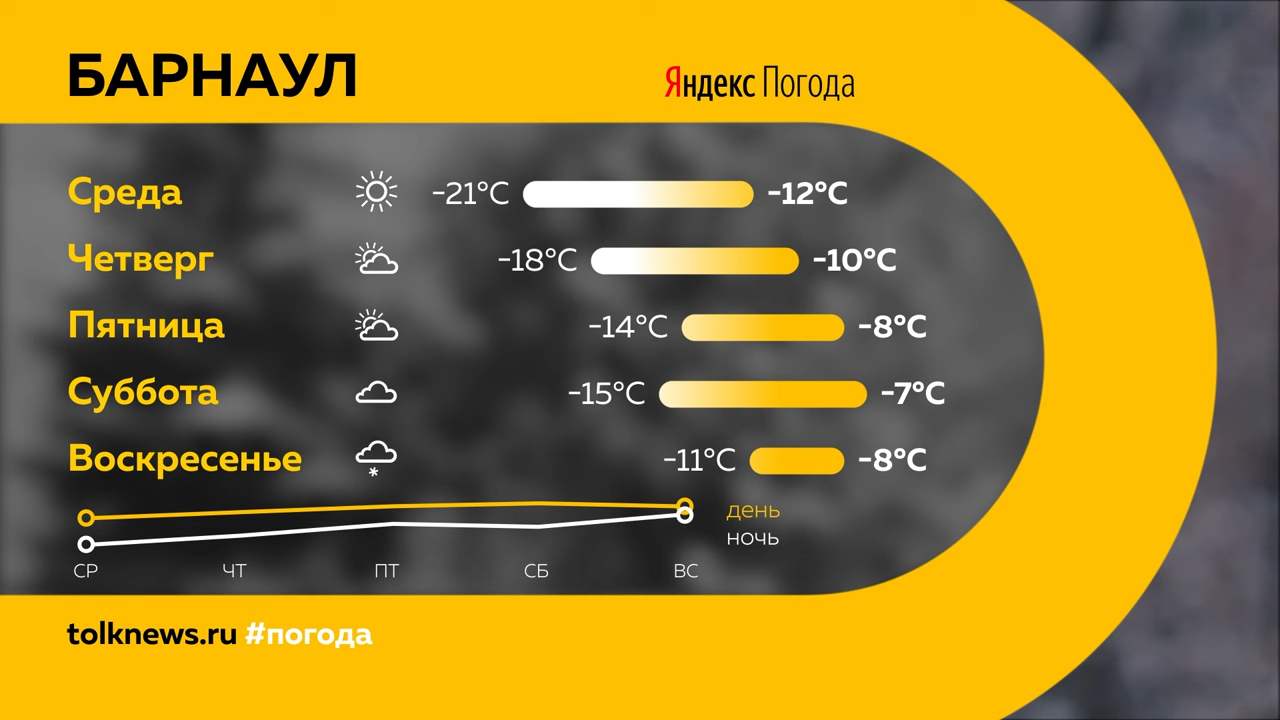 БАРНАУЛ
Яндекс Погода
Среда -21°C -12°C
Четверг -18°C -10°C
Пятница -14°C -8°C
Суббота -15°C -7°C
Воскресенье -11°C -8°C
день
ночь
СР ЧТ ПТ СБ ВС
tolknews.ru #погода